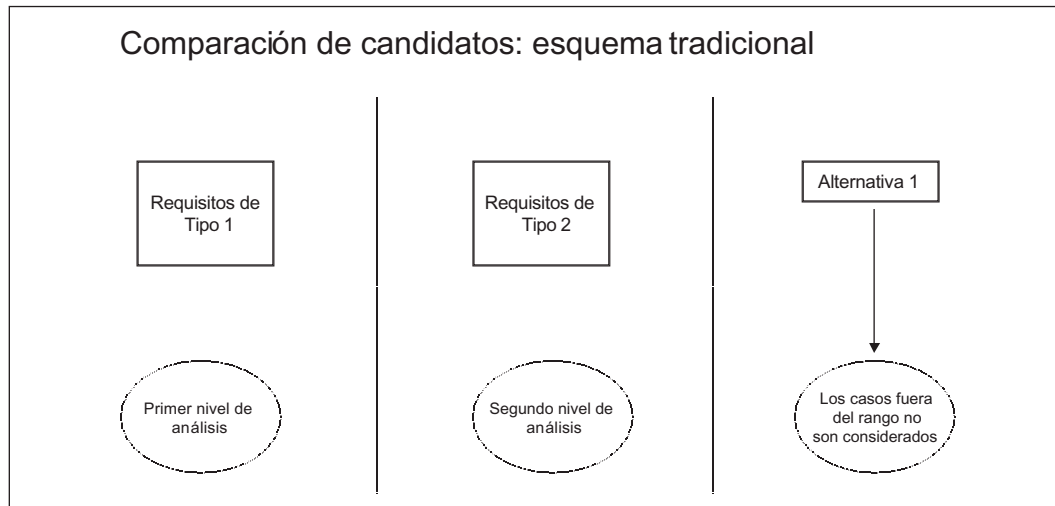 Comparación de candidatos: esquema tradicional
Requisitos de
Tipo 1
Requisitos de
Tipo 2
Alternativa 1
Primer nivel de
análisis
Segundo nivel de
análisis
Los casos fuera
del rango no
son considerados